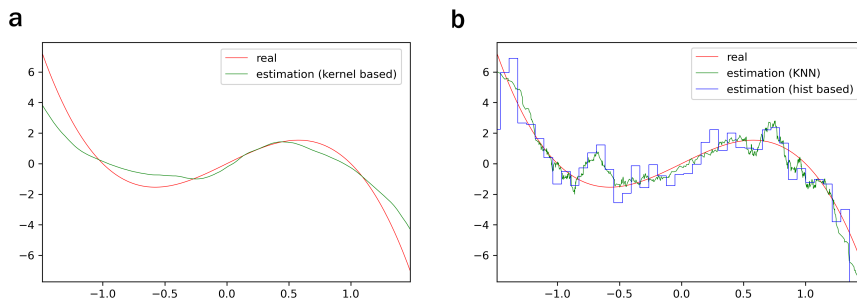 a
real
estimation (kernel based)
6
4
2
0
−2
−4
−6
−1.0 −0.5 0.0 0.5 1.0
b
real
estimation (KNN)
estimation (hist based)
6
4
2
0
−2
−4
−6
−1.0 −0.5 0.0 0.5 1.0